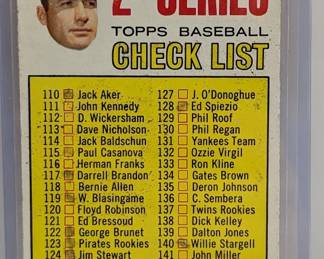 2ᴺᴰ SERIES
TOPPS BASEBALL
CHECK LIST
110 Jack Aker
111 John Kennedy
112 D. Wickersham
113 Dave Nicholson
114 Jack Baldschun
115 Paul Casanova
116 Herman Franks
117 Darrell Brandon
118 Bernie Allen
119 W. Blasingame
120 Floyd Robinson
121 Ed Bressoud
122 George Brunet
123 Pirates Rookies
124 Jim Stewart
127 J. O'Donoghue
128 Ed Spiezio
129 Phil Roof
130 Phil Regan
131 Yankees Team
132 Ozzie Virgil
133 Ron Kline
134 Gates Brown
135 Deron Johnson
136 C. Sembera
137 Twins Rookies
138 Dick Kelley
139 Dalton Jones
140 Willie Stargell
141 John Miller